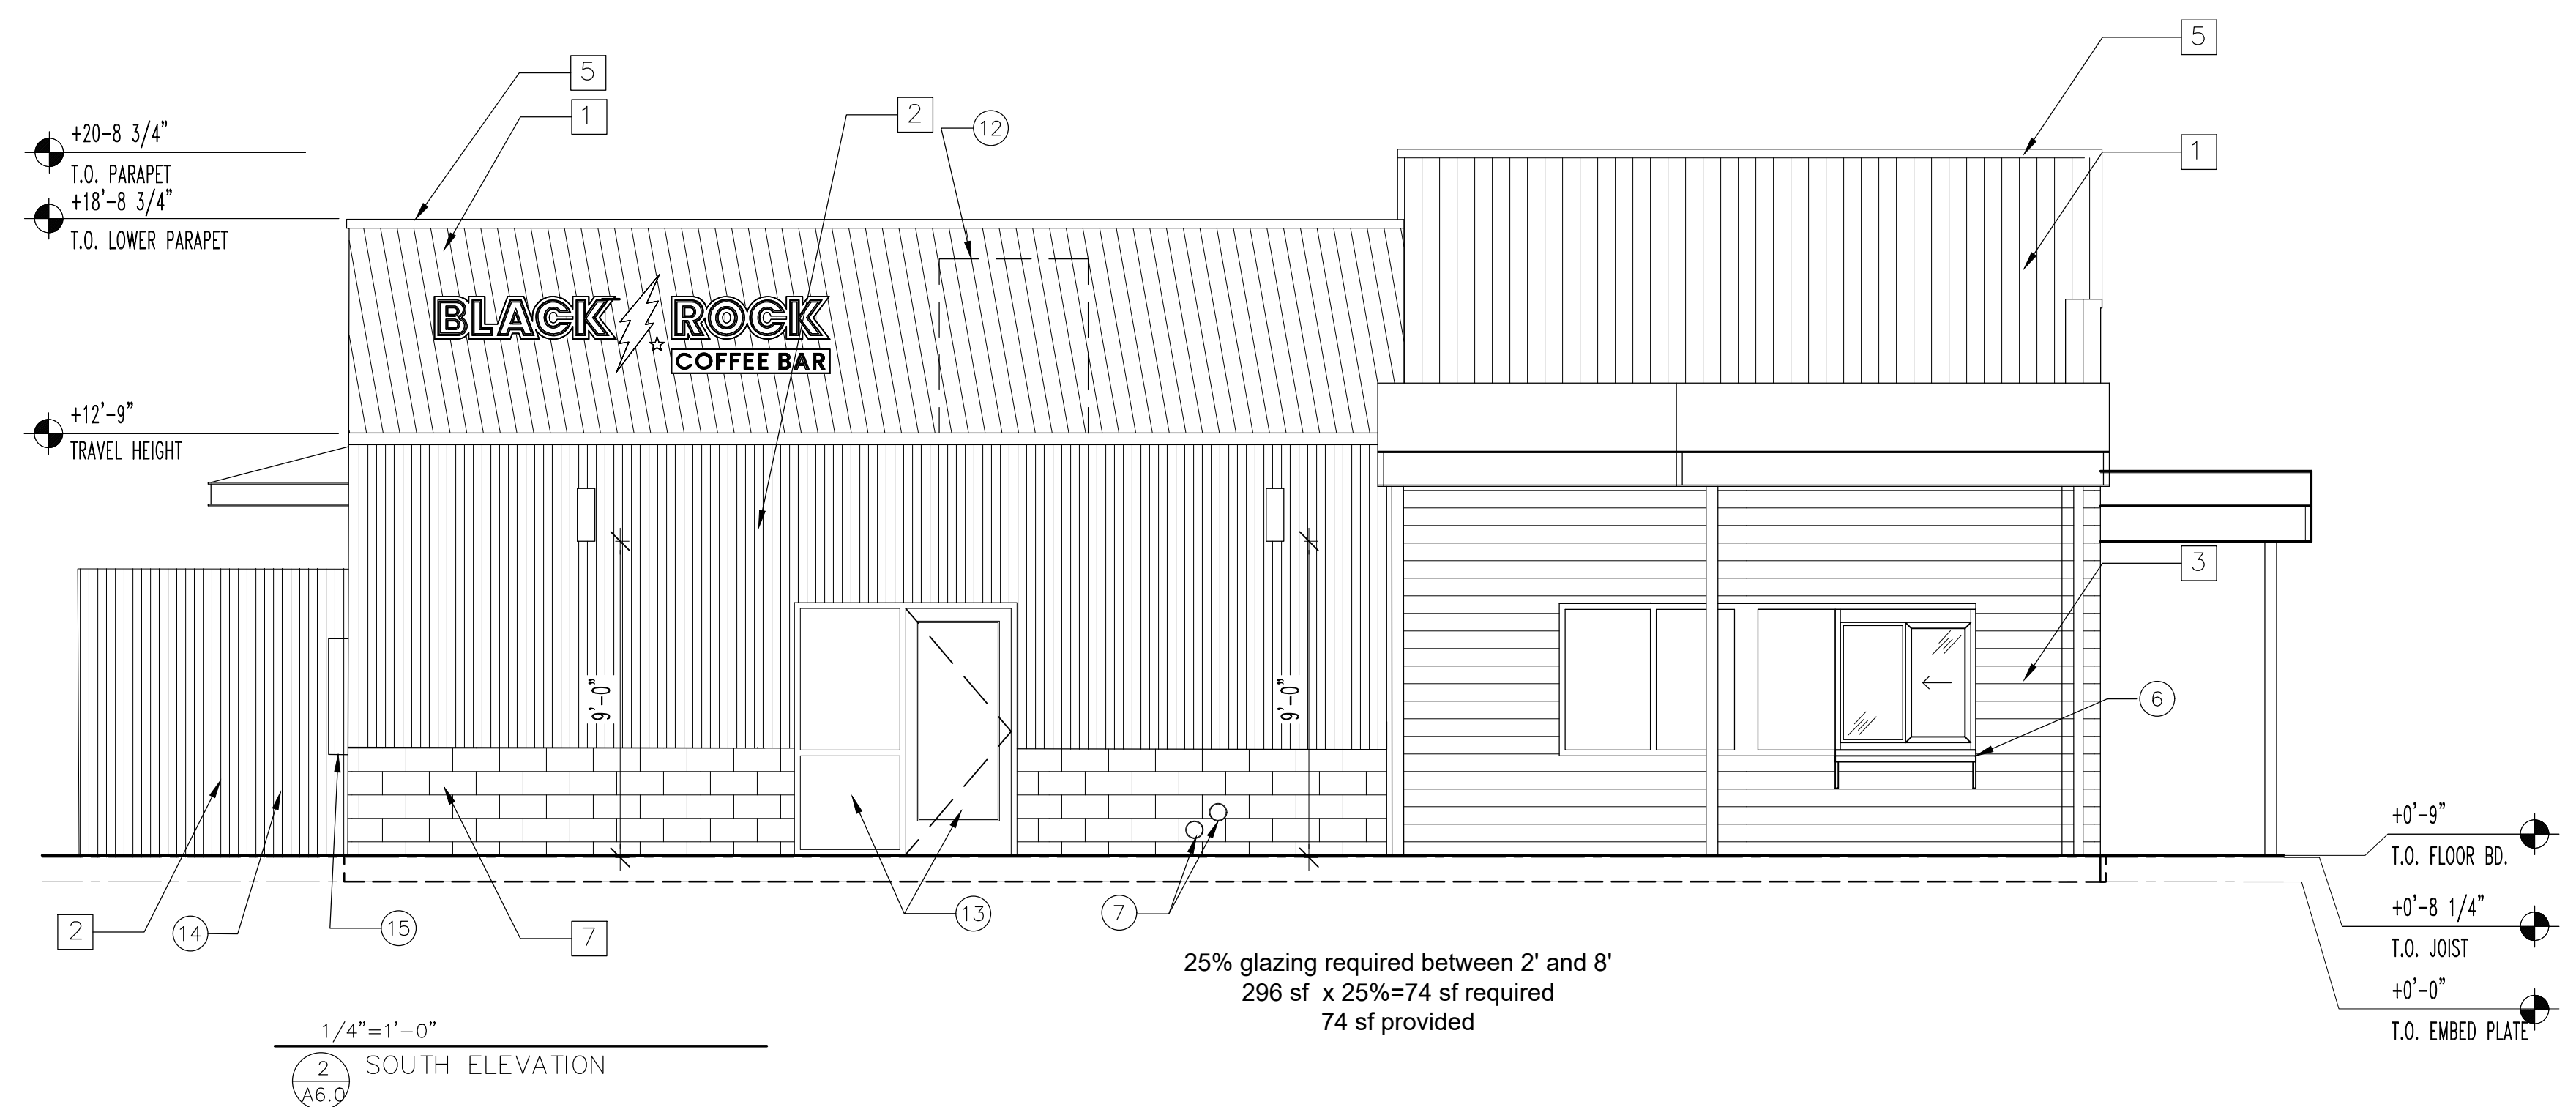 5
5
1
2
12
+20-8 3/4"
T.O. PARAPET
1
+18'-8 3/4"
T.O. LOWER PARAPET
BLACK ROCK
COFFEE BAR
+12'-9"
TRAVEL HEIGHT
3
9'-0"
9'-0"
6
+0'-9"
T.O. FLOOR BD.
2
14
15
7
13
7
+0'-8 1/4"
T.O. JOIST
25% glazing required between 2' and 8'
296 sf x 25%=74 sf required
74 sf provided
+0'-0"
T.O. EMBED PLATE
1/4"=1'-0"
2
SOUTH ELEVATION
A6.0